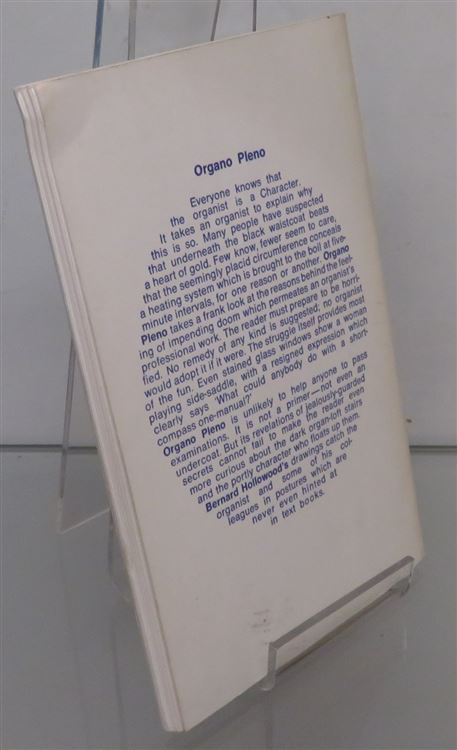 Organo Pleno
Everyone knows that
the organist is a Character.
It takes an organist to explain why
this is so. Many people have suspected
that underneath the black waistcoat beats
a heart of gold. Few know, fewer seem to care,
that the seemingly placid circumference conceals
a heating system which is brought to the boil at five-
minute intervals, for one reason or another. Organo
Pleno takes a frank look at the reasons behind the feel-
ing of impending doom which permeates an organist's
professional work. The reader must prepare to be horri-
fied. No remedy of any kind is suggested; no organist
would adopt it if it were. The struggle itself provides most
of the fun. Even stained glass windows show a woman
playing side-saddle, with a resigned expression which
clearly says 'What could anybody do with a short-
compass one-manual?'
Organo Pleno is unlikely to help anyone to pass
examinations. It is not a primer—not even an
undercoat. But its revelations of jealously-guarded
secrets cannot fail to make the reader even
more curious about the dark organ-loft stairs
and the portly character who floats up them.
Bernard Hollowood's drawings catch the
organist and some of his col-
leagues in postures which are
never even hinted at
in text books.